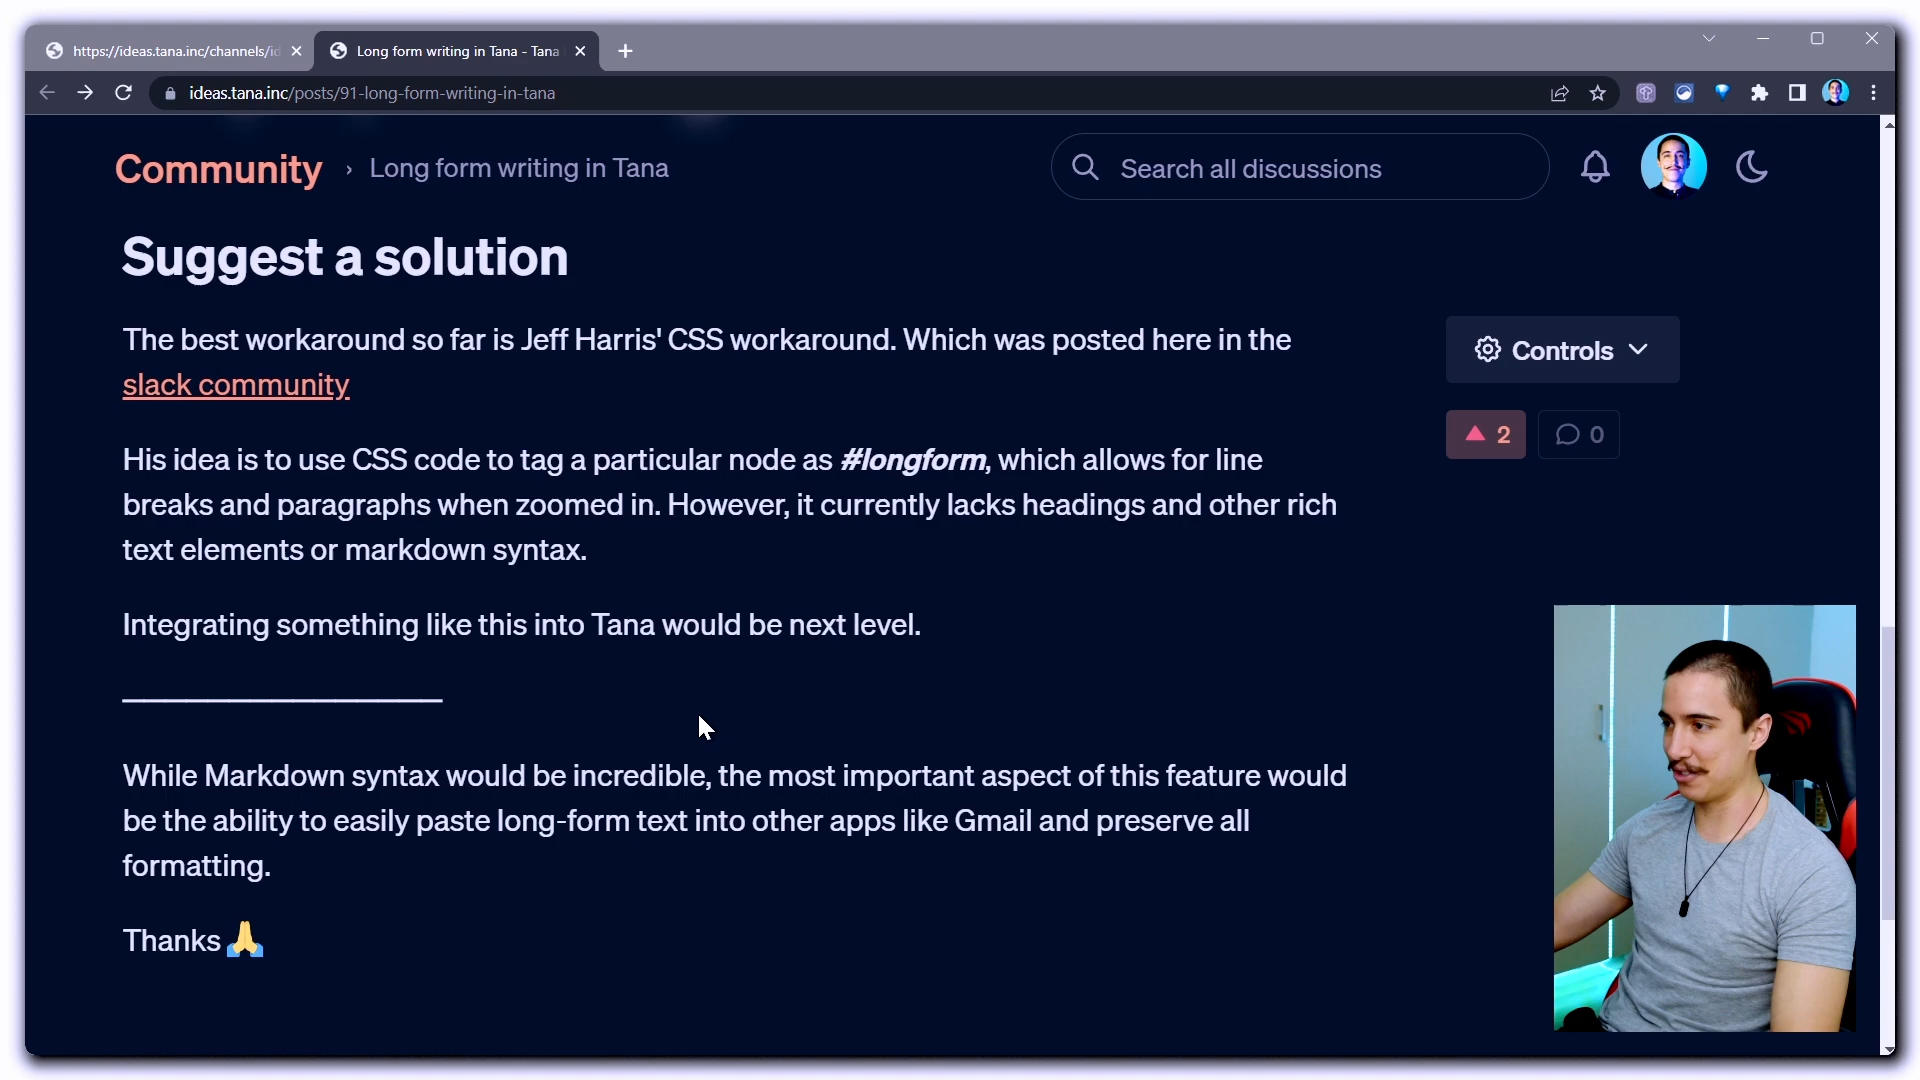 https://ideas.tana.inc/channels/id
Long form writing in Tana - Tana
ideas.tana.inc/posts/91-long-form-writing-in-tana
Community › Long form writing in Tana
Search all discussions
Suggest a solution
The best workaround so far is Jeff Harris' CSS workaround. Which was posted here in the
slack community
Controls
2
0
His idea is to use CSS code to tag a particular node as #longform, which allows for line
breaks and paragraphs when zoomed in. However, it currently lacks headings and other rich
text elements or markdown syntax.
Integrating something like this into Tana would be next level.
While Markdown syntax would be incredible, the most important aspect of this feature would
be the ability to easily paste long-form text into other apps like Gmail and preserve all
formatting.
Thanks 🙏